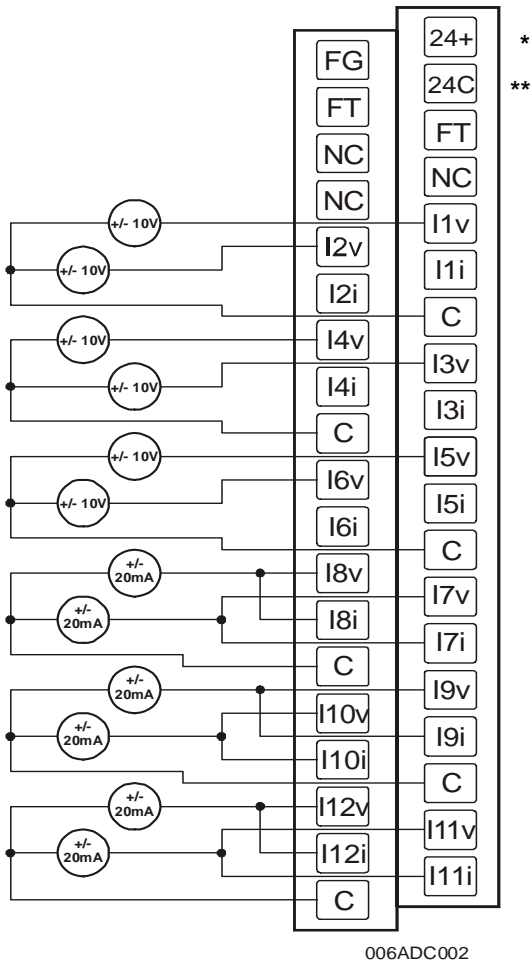 24+ *
FG
24C **
FT
FT
NC
NC
NC
+/- 10V
I1v
+/- 10V
I2v
I1i
I2i
C
+/- 10V
I4v
+/- 10V
I3v
I4i
I3i
C
+/- 10V
I5v
+/- 10V
I6v
I5i
I6i
C
+/-
20mA
I8v
I7v
+/-
20mA
I8i
I7i
C
+/-
20mA
I9v
I10v
+/-
20mA
I9i
I10i
C
+/-
20mA
I12v
I11v
+/-
20mA
I12i
I11i
C
006ADC002